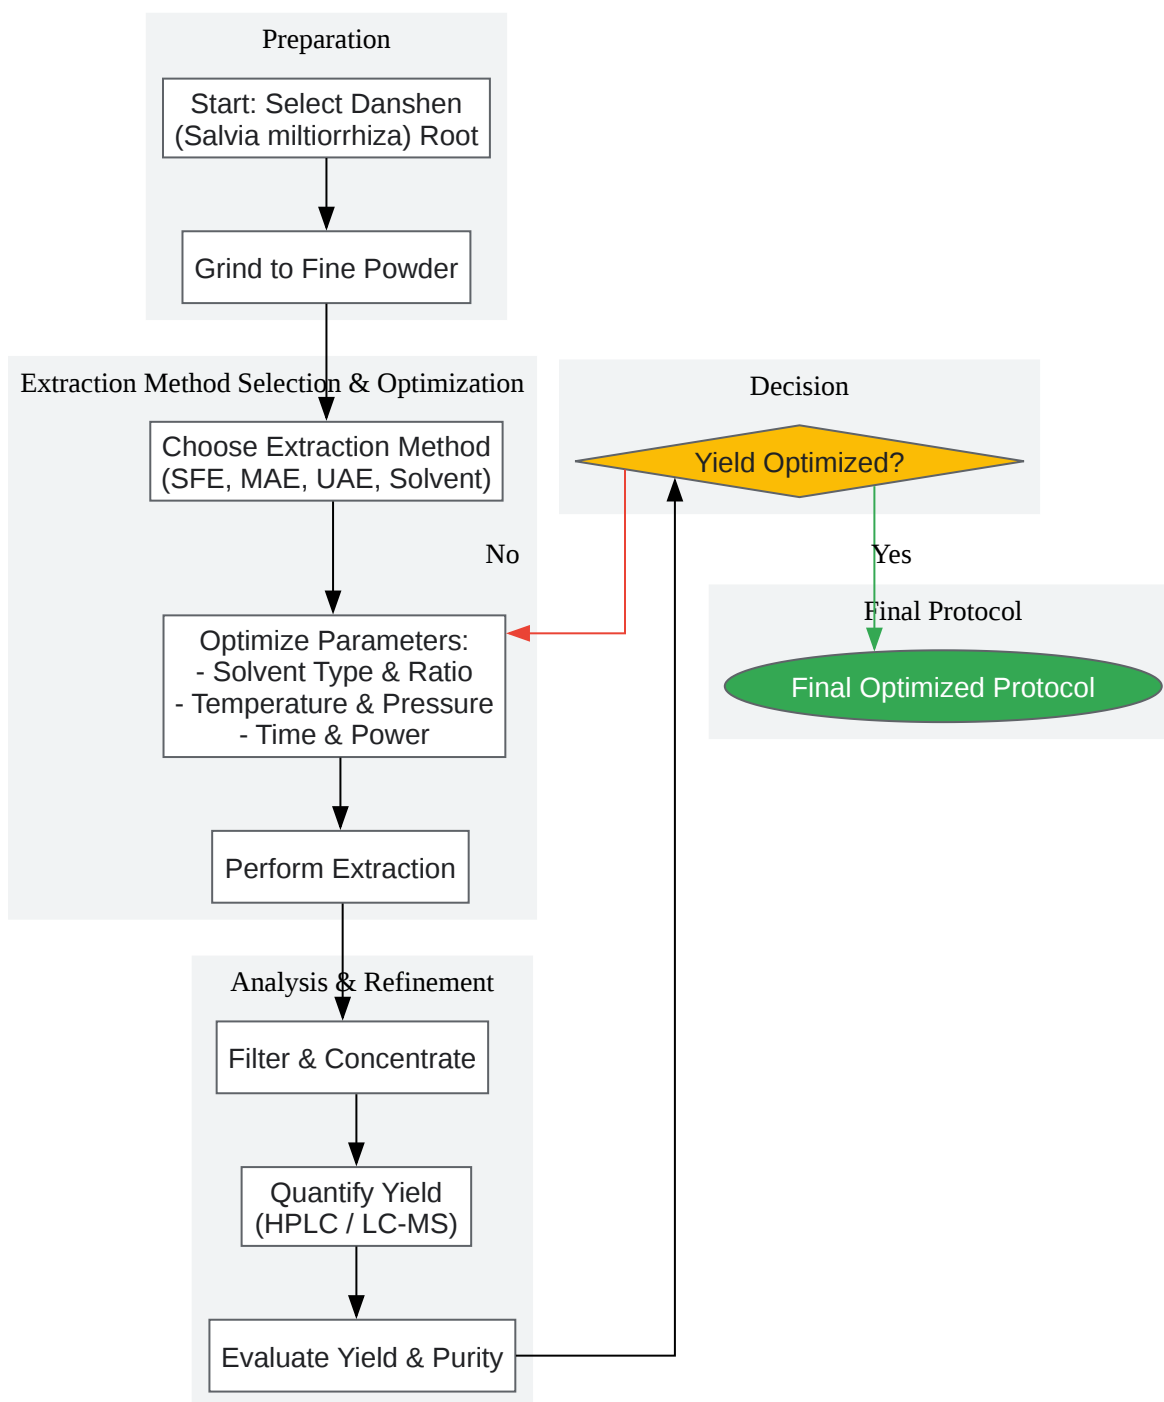 Preparation
Start: Select Danshen
(Salvia miltiorrhiza) Root
Grind to Fine Powder
Extraction Method Selection & Optimization
Choose Extraction Method
(SFE, MAE, UAE, Solvent)
No
Optimize Parameters:
- Solvent Type & Ratio
- Temperature & Pressure
- Time & Power
Perform Extraction
Analysis & Refinement
Filter & Concentrate
Quantify Yield
(HPLC / LC-MS)
Evaluate Yield & Purity
Decision
Yield Optimized?
Yes
Final Protocol
Final Optimized Protocol